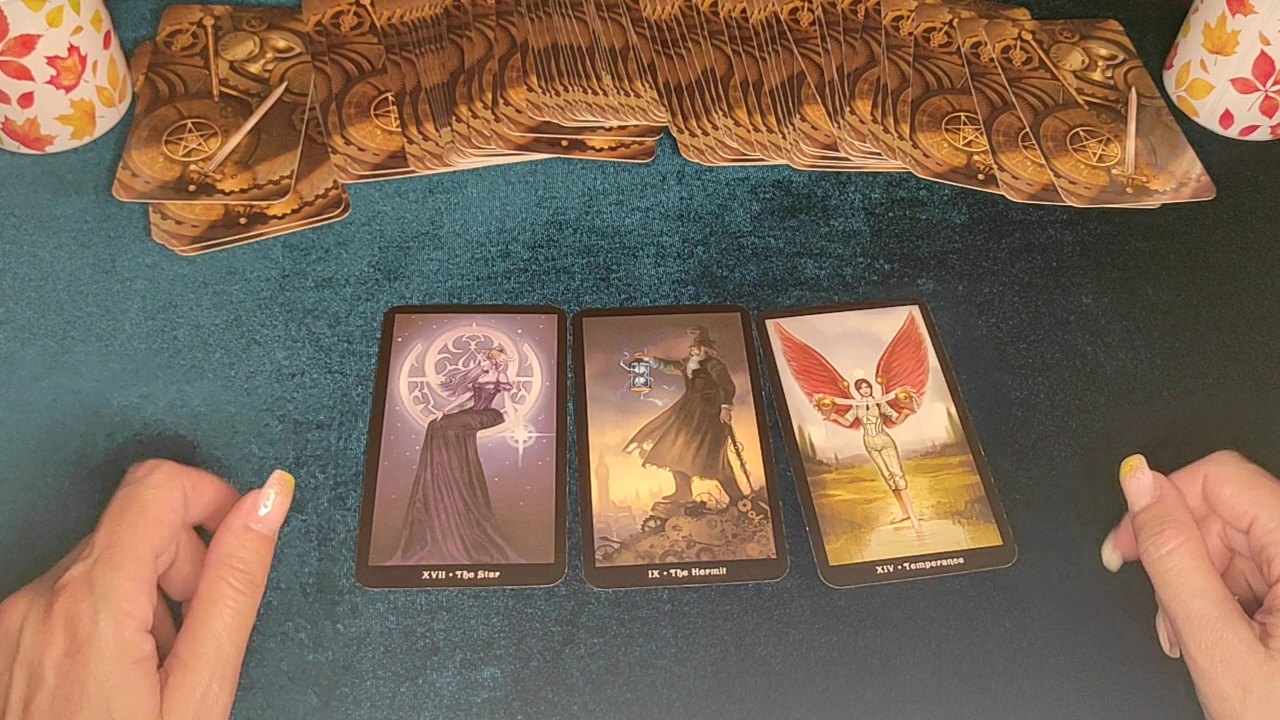 XVII • The Star
IX • The Hermit
XIV • Temperance